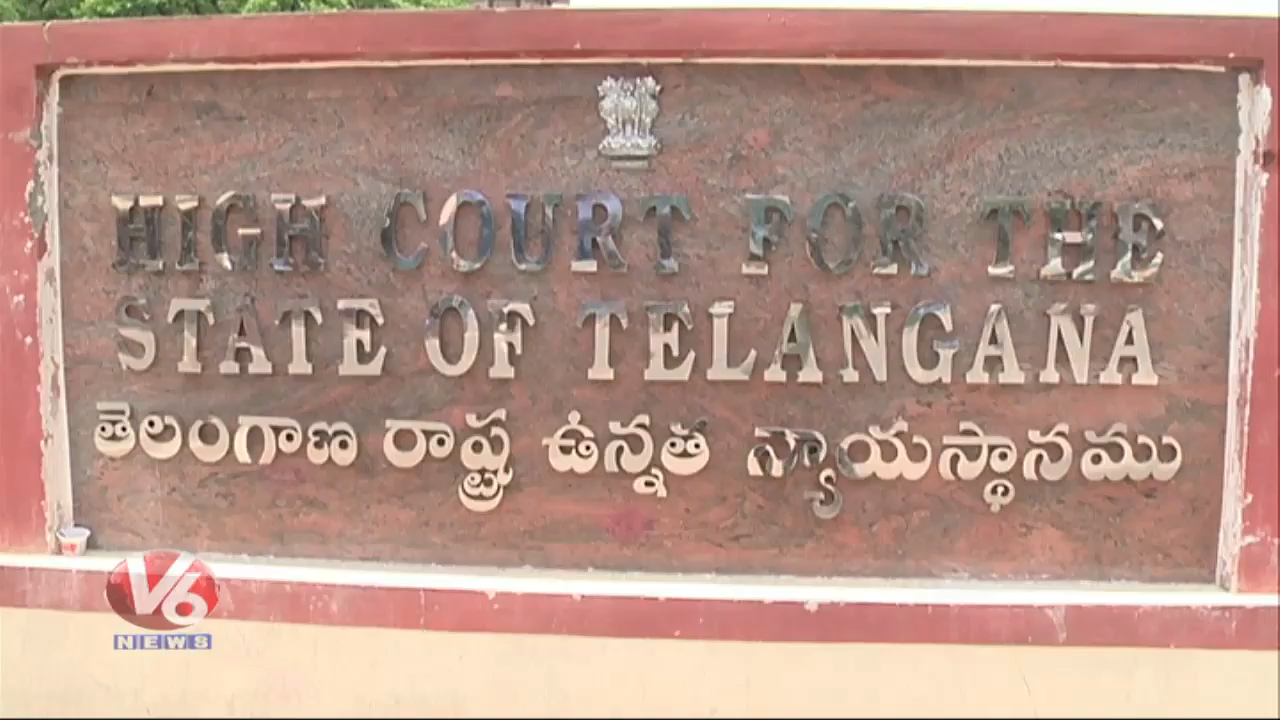 HIGH COURT FOR THE
STATE OF TELANGANA
తెలంగాణ రాష్ట్ర ఉన్నత న్యాయస్థానము
V6
NEWS